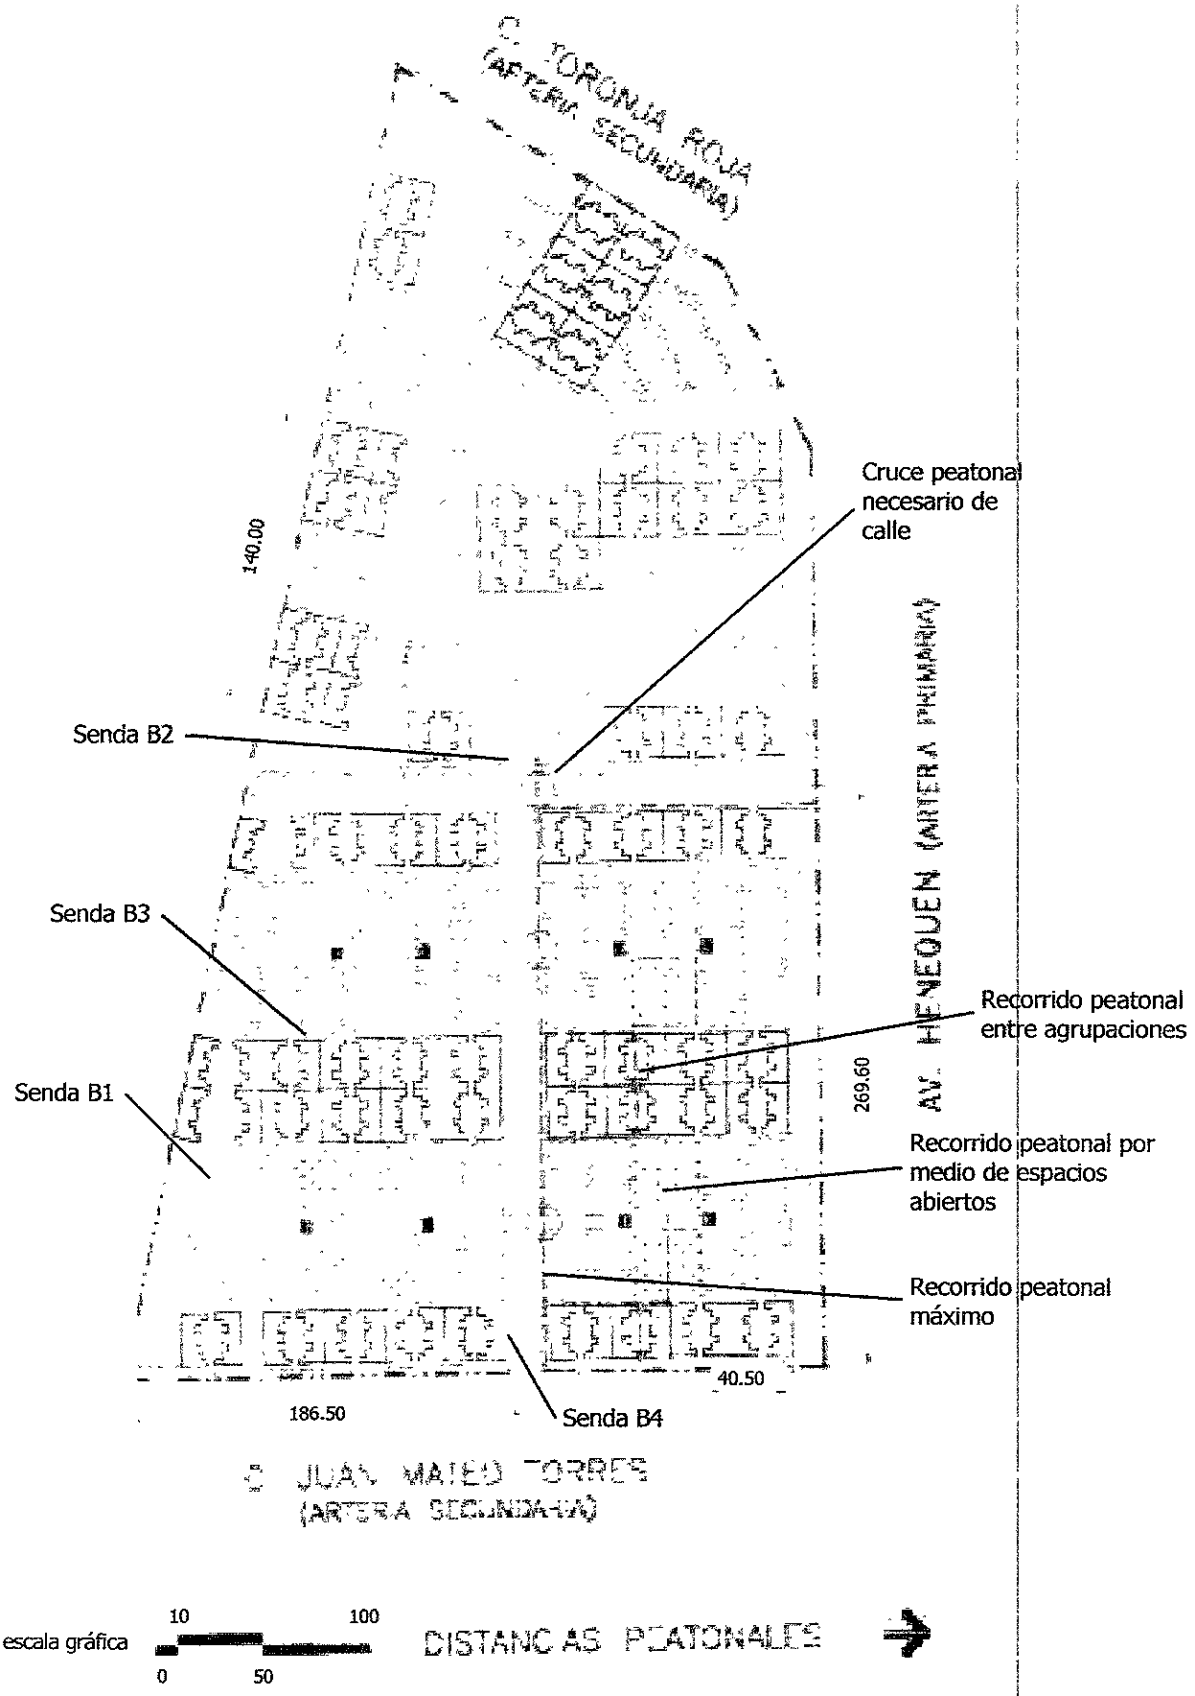 C. TORONJA ROJA
(ARTERIA SECUNDARIA)
Cruce peatonal
necesario de
calle
140.00
AV. HENEQUEN (ARTERIA PRIMARIA)
Senda B2
Senda B3
Recorrido peatonal
entre agrupaciones
269.60
Senda B1
Recorrido peatonal por
medio de espacios
abiertos
Recorrido peatonal
máximo
40.50
186.50
Senda B4
C JUAN MATEO TORRES
(ARTERIA SECUNDARIA)
10 100
escala gráfica
0 50
DISTANCIAS PEATONALES